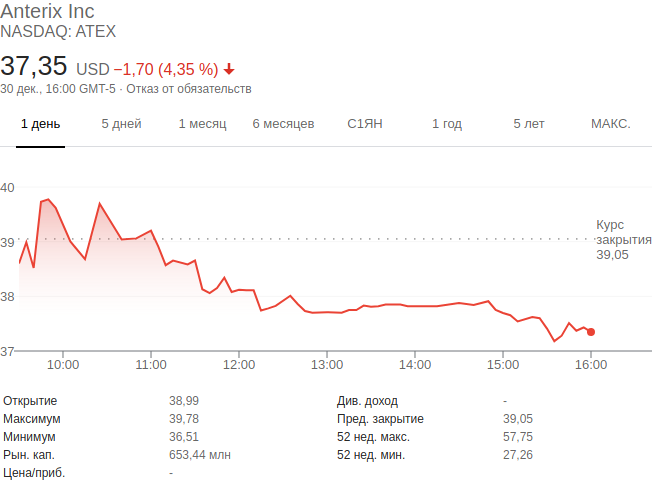 Anterix Inc
NASDAQ: ATEX
37,35 USD −1,70 (4,35 %)
30 дек., 16:00 GMT-5 · Отказ от обязательств
1 день 5 дней 1 месяц 6 месяцев С1ЯН 1 год 5 лет МАКС.
40
39
38
37
Курс
закрытия
39,05
10:00 11:00 12:00 13:00 14:00 15:00 16:00
Открытие 38,99 Див. доход -
Максимум 39,78 Пред. закрытие 39,05
Минимум 36,51 52 нед. макс. 57,75
Рын. кап. 653,44 млн 52 нед. мин. 27,26
Цена/приб. -